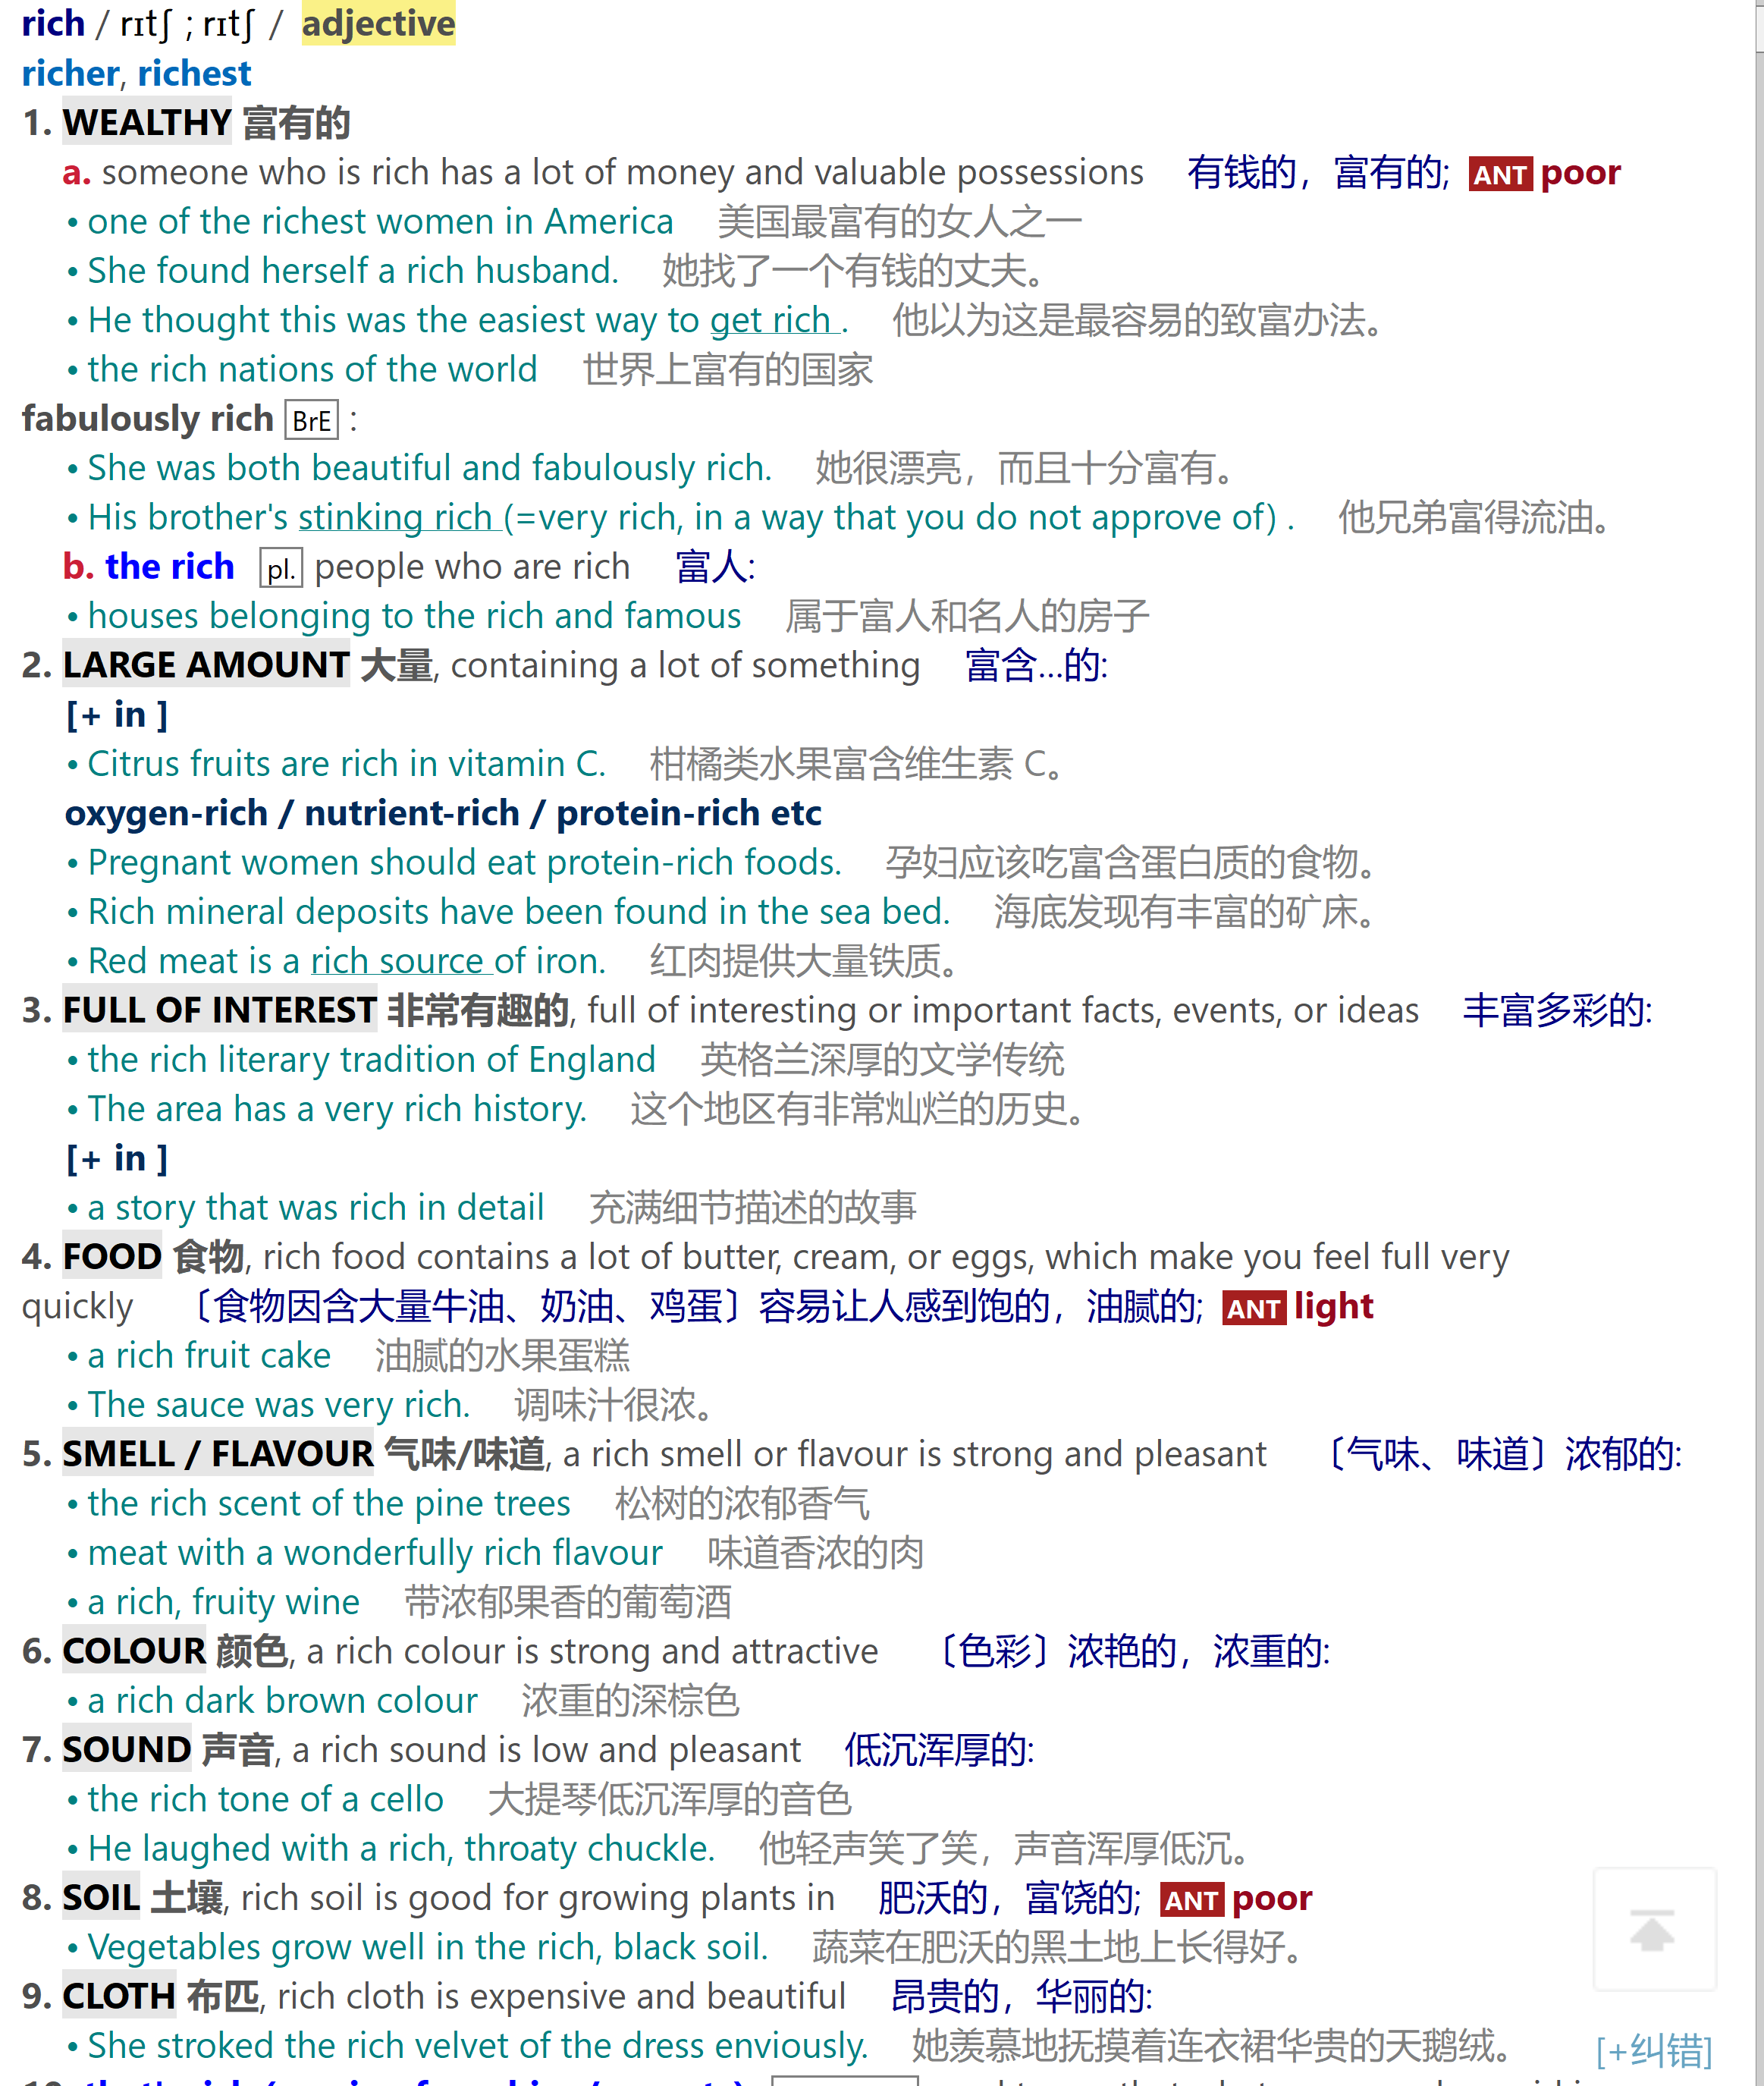 rich / rɪtʃ ; rɪtʃ / adjective
richer, richest
1. WEALTHY 富有的
a. someone who is rich has a lot of money and valuable possessions 有钱的，富有的; ANT poor
• one of the richest women in America 美国最富有的女人之一
• She found herself a rich husband. 她找了一个有钱的丈夫。
• He thought this was the easiest way to get rich . 他以为这是最容易的致富办法。
• the rich nations of the world 世界上富有的国家
fabulously rich BrE :
• She was both beautiful and fabulously rich. 她很漂亮，而且十分富有。
• His brother's stinking rich (=very rich, in a way that you do not approve of) . 他兄弟富得流油。
b. the rich pl. people who are rich 富人:
• houses belonging to the rich and famous 属于富人和名人的房子
2. LARGE AMOUNT 大量, containing a lot of something 富含…的:
[+ in ]
• Citrus fruits are rich in vitamin C. 柑橘类水果富含维生素 C。
oxygen-rich / nutrient-rich / protein-rich etc
• Pregnant women should eat protein-rich foods. 孕妇应该吃富含蛋白质的食物。
• Rich mineral deposits have been found in the sea bed. 海底发现有丰富的矿床。
• Red meat is a rich source of iron. 红肉提供大量铁质。
3. FULL OF INTEREST 非常有趣的, full of interesting or important facts, events, or ideas 丰富多彩的:
• the rich literary tradition of England 英格兰深厚的文学传统
• The area has a very rich history. 这个地区有非常灿烂的历史。
[+ in ]
• a story that was rich in detail 充满细节描述的故事
4. FOOD 食物, rich food contains a lot of butter, cream, or eggs, which make you feel full very
quickly 〔食物因含大量牛油、奶油、鸡蛋〕容易让人感到饱的，油腻的; ANT light
• a rich fruit cake 油腻的水果蛋糕
• The sauce was very rich. 调味汁很浓。
5. SMELL / FLAVOUR 气味/味道, a rich smell or flavour is strong and pleasant 〔气味、味道〕浓郁的:
• the rich scent of the pine trees 松树的浓郁香气
• meat with a wonderfully rich flavour 味道香浓的肉
• a rich, fruity wine 带浓郁果香的葡萄酒
6. COLOUR 颜色, a rich colour is strong and attractive 〔色彩〕浓艳的，浓重的:
• a rich dark brown colour 浓重的深棕色
7. SOUND 声音, a rich sound is low and pleasant 低沉浑厚的:
• the rich tone of a cello 大提琴低沉浑厚的音色
• He laughed with a rich, throaty chuckle. 他轻声笑了笑，声音浑厚低沉。
8. SOIL 土壤, rich soil is good for growing plants in 肥沃的，富饶的; ANT poor
• Vegetables grow well in the rich, black soil. 蔬菜在肥沃的黑土地上长得好。
9. CLOTH 布匹, rich cloth is expensive and beautiful 昂贵的，华丽的:
• She stroked the rich velvet of the dress enviously. 她羡慕地抚摸着连衣裙华贵的天鹅绒。
[+纠错]